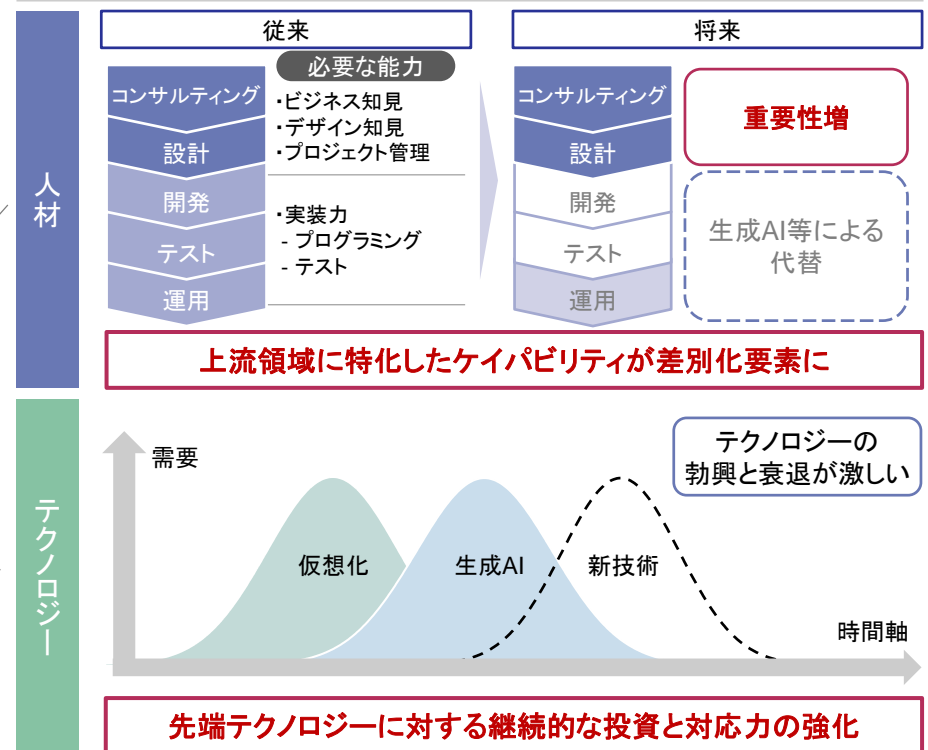 人材
従来
必要な能力
コンサルティング
設計
開発
テスト
運用
・ビジネス知見
・デザイン知見
・プロジェクト管理
・実装力
- プログラミング
- テスト
将来
コンサルティング
設計
開発
テスト
運用
重要性増
生成AI等による
代替
上流領域に特化したケイパビリティが差別化要素に
テクノロジー
需要
テクノロジーの
勃興と衰退が激しい
仮想化
生成AI
新技術
時間軸
先端テクノロジーに対する継続的な投資と対応力の強化